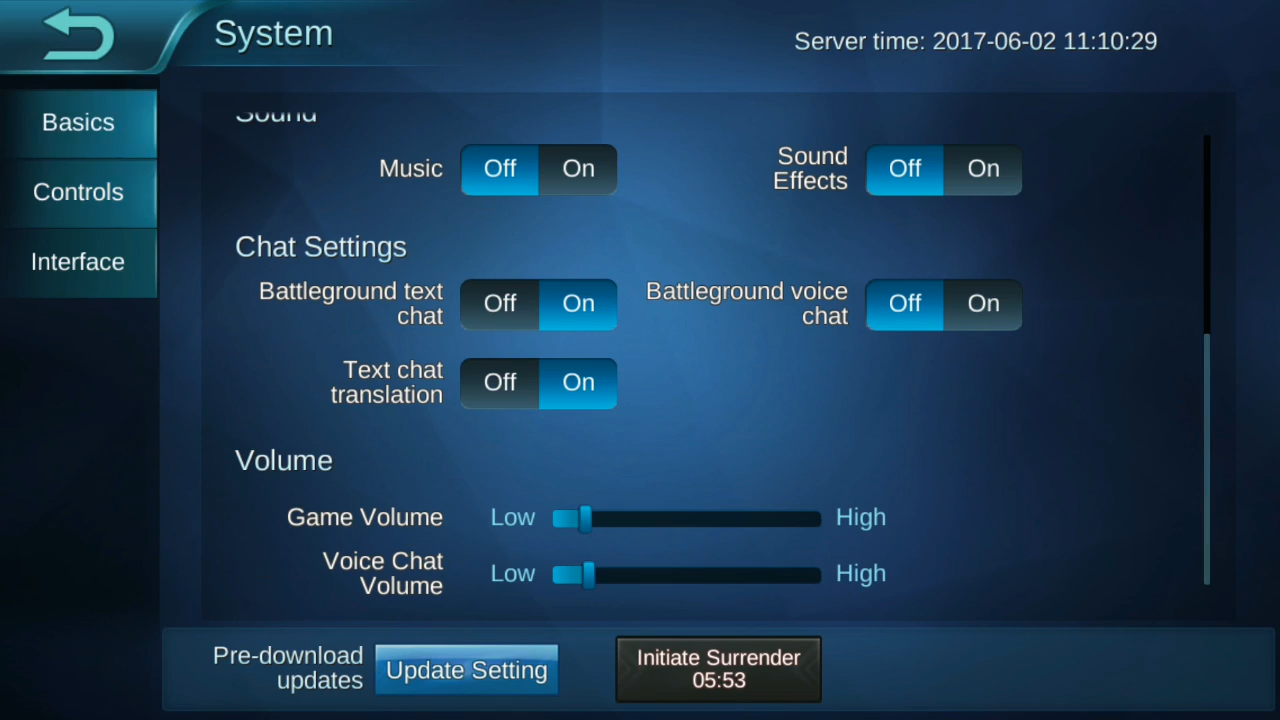 System
Server time: 2017-06-02 11:10:29
Basics
Controls
Interface
Sound
Music
Off
On
Sound
Effects
Off
On
Chat Settings
Battleground text
chat
Off
On
Battleground voice
chat
Off
On
Text chat
translation
Off
On
Volume
Game Volume
Low
High
Voice Chat
Volume
Low
High
Pre-download
updates
Update Setting
Initiate Surrender
05:53